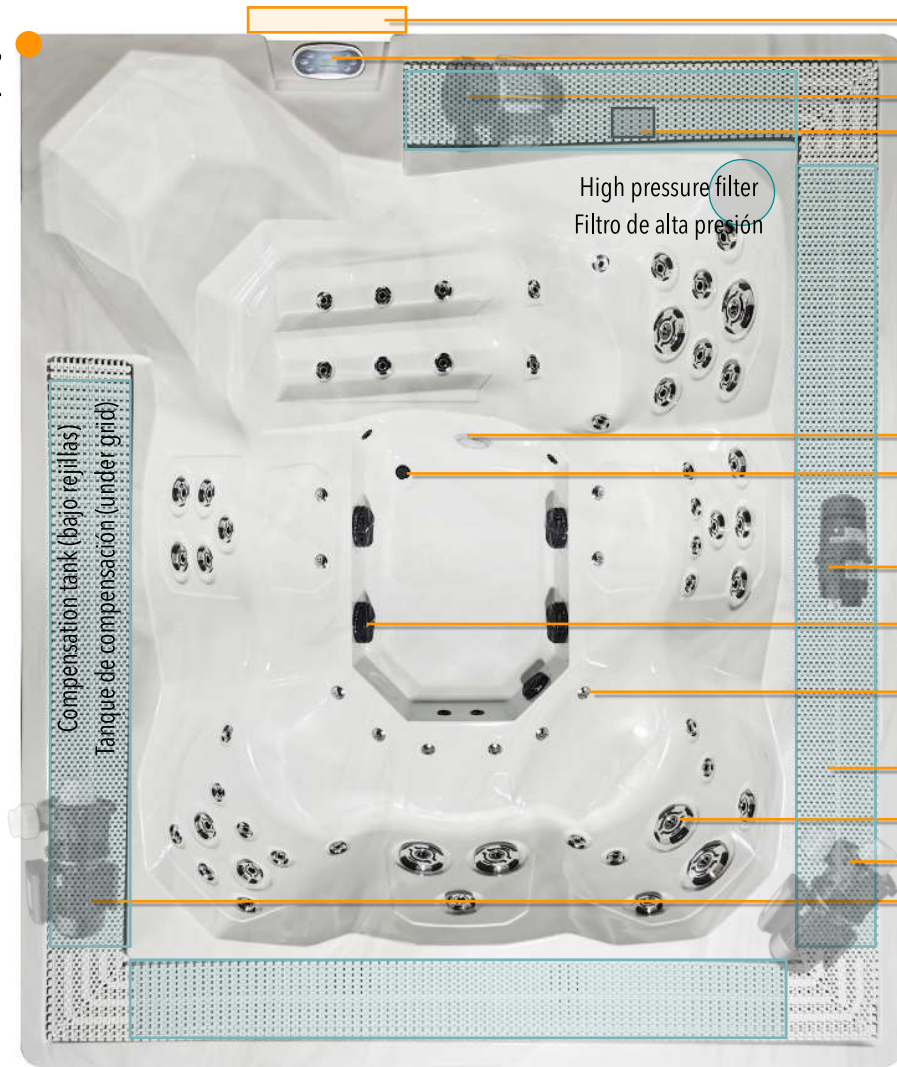 High pressure filter
Filtro de alta presión
Compensation tank (bajo rejillas)
Tanque de compensación (under grid)